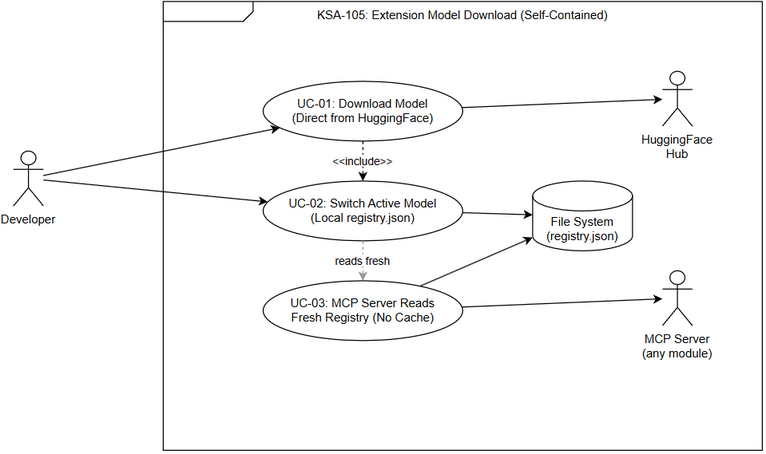 KSA-105: Extension Model Download (Self-Contained)
UC-01: Download Model
(Direct from HuggingFace)
HuggingFace
Hub
<<include>>
Developer
UC-02: Switch Active Model
(Local registry.json)
File System
(registry.json)
reads fresh
UC-03: MCP Server Reads
Fresh Registry (No Cache)
MCP Server
(any module)